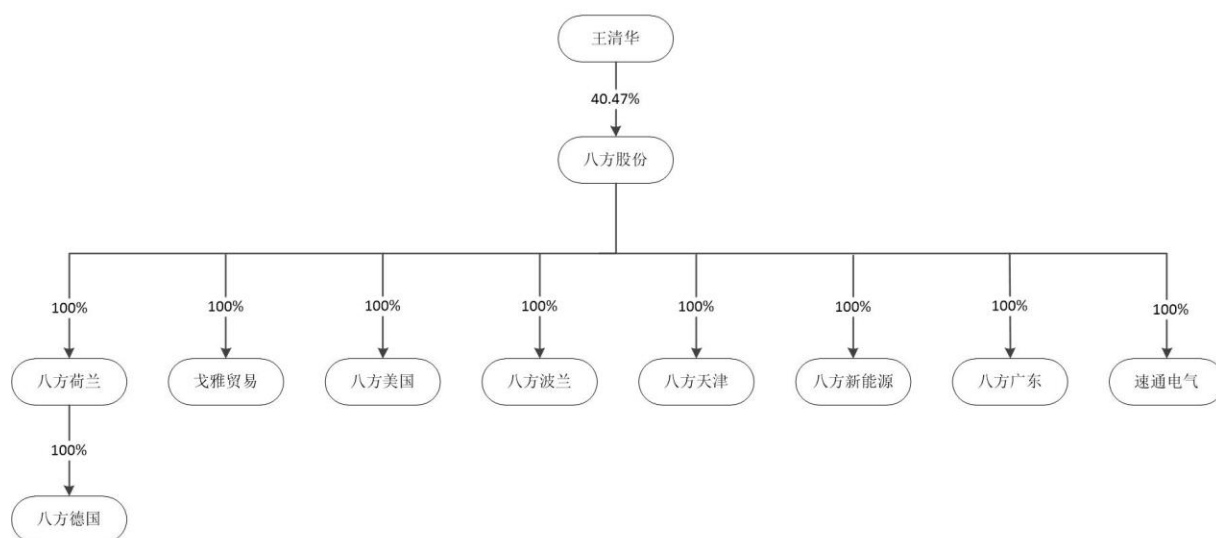 王清华
40.47%
八方股份
100%
100%
100%
100%
100%
100%
100%
100%
八方荷兰
戈雅贸易
八方美国
八方波兰
八方天津
八方新能源
八方广东
速通电气
100%
八方德国